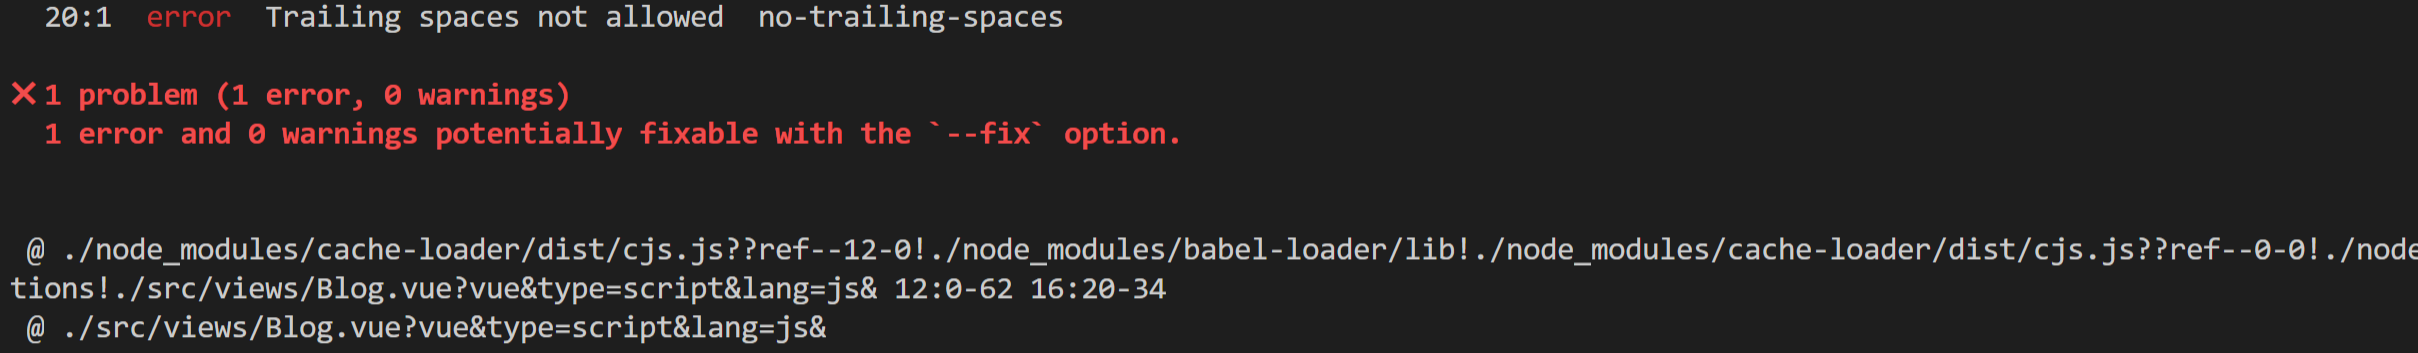 20:1  error  Trailing spaces not allowed  no-trailing-spaces
✕ 1 problem (1 error, 0 warnings)
1 error and 0 warnings potentially fixable with the `--fix` option.
@ ./node_modules/cache-loader/dist/cjs.js??ref--12-0!./node_modules/babel-loader/lib!./node_modules/cache-loader/dist/cjs.js??ref--0-0!./node
tions!./src/views/Blog.vue?vue&type=script&lang=js& 12:0-62 16:20-34
@ ./src/views/Blog.vue?vue&type=script&lang=js&